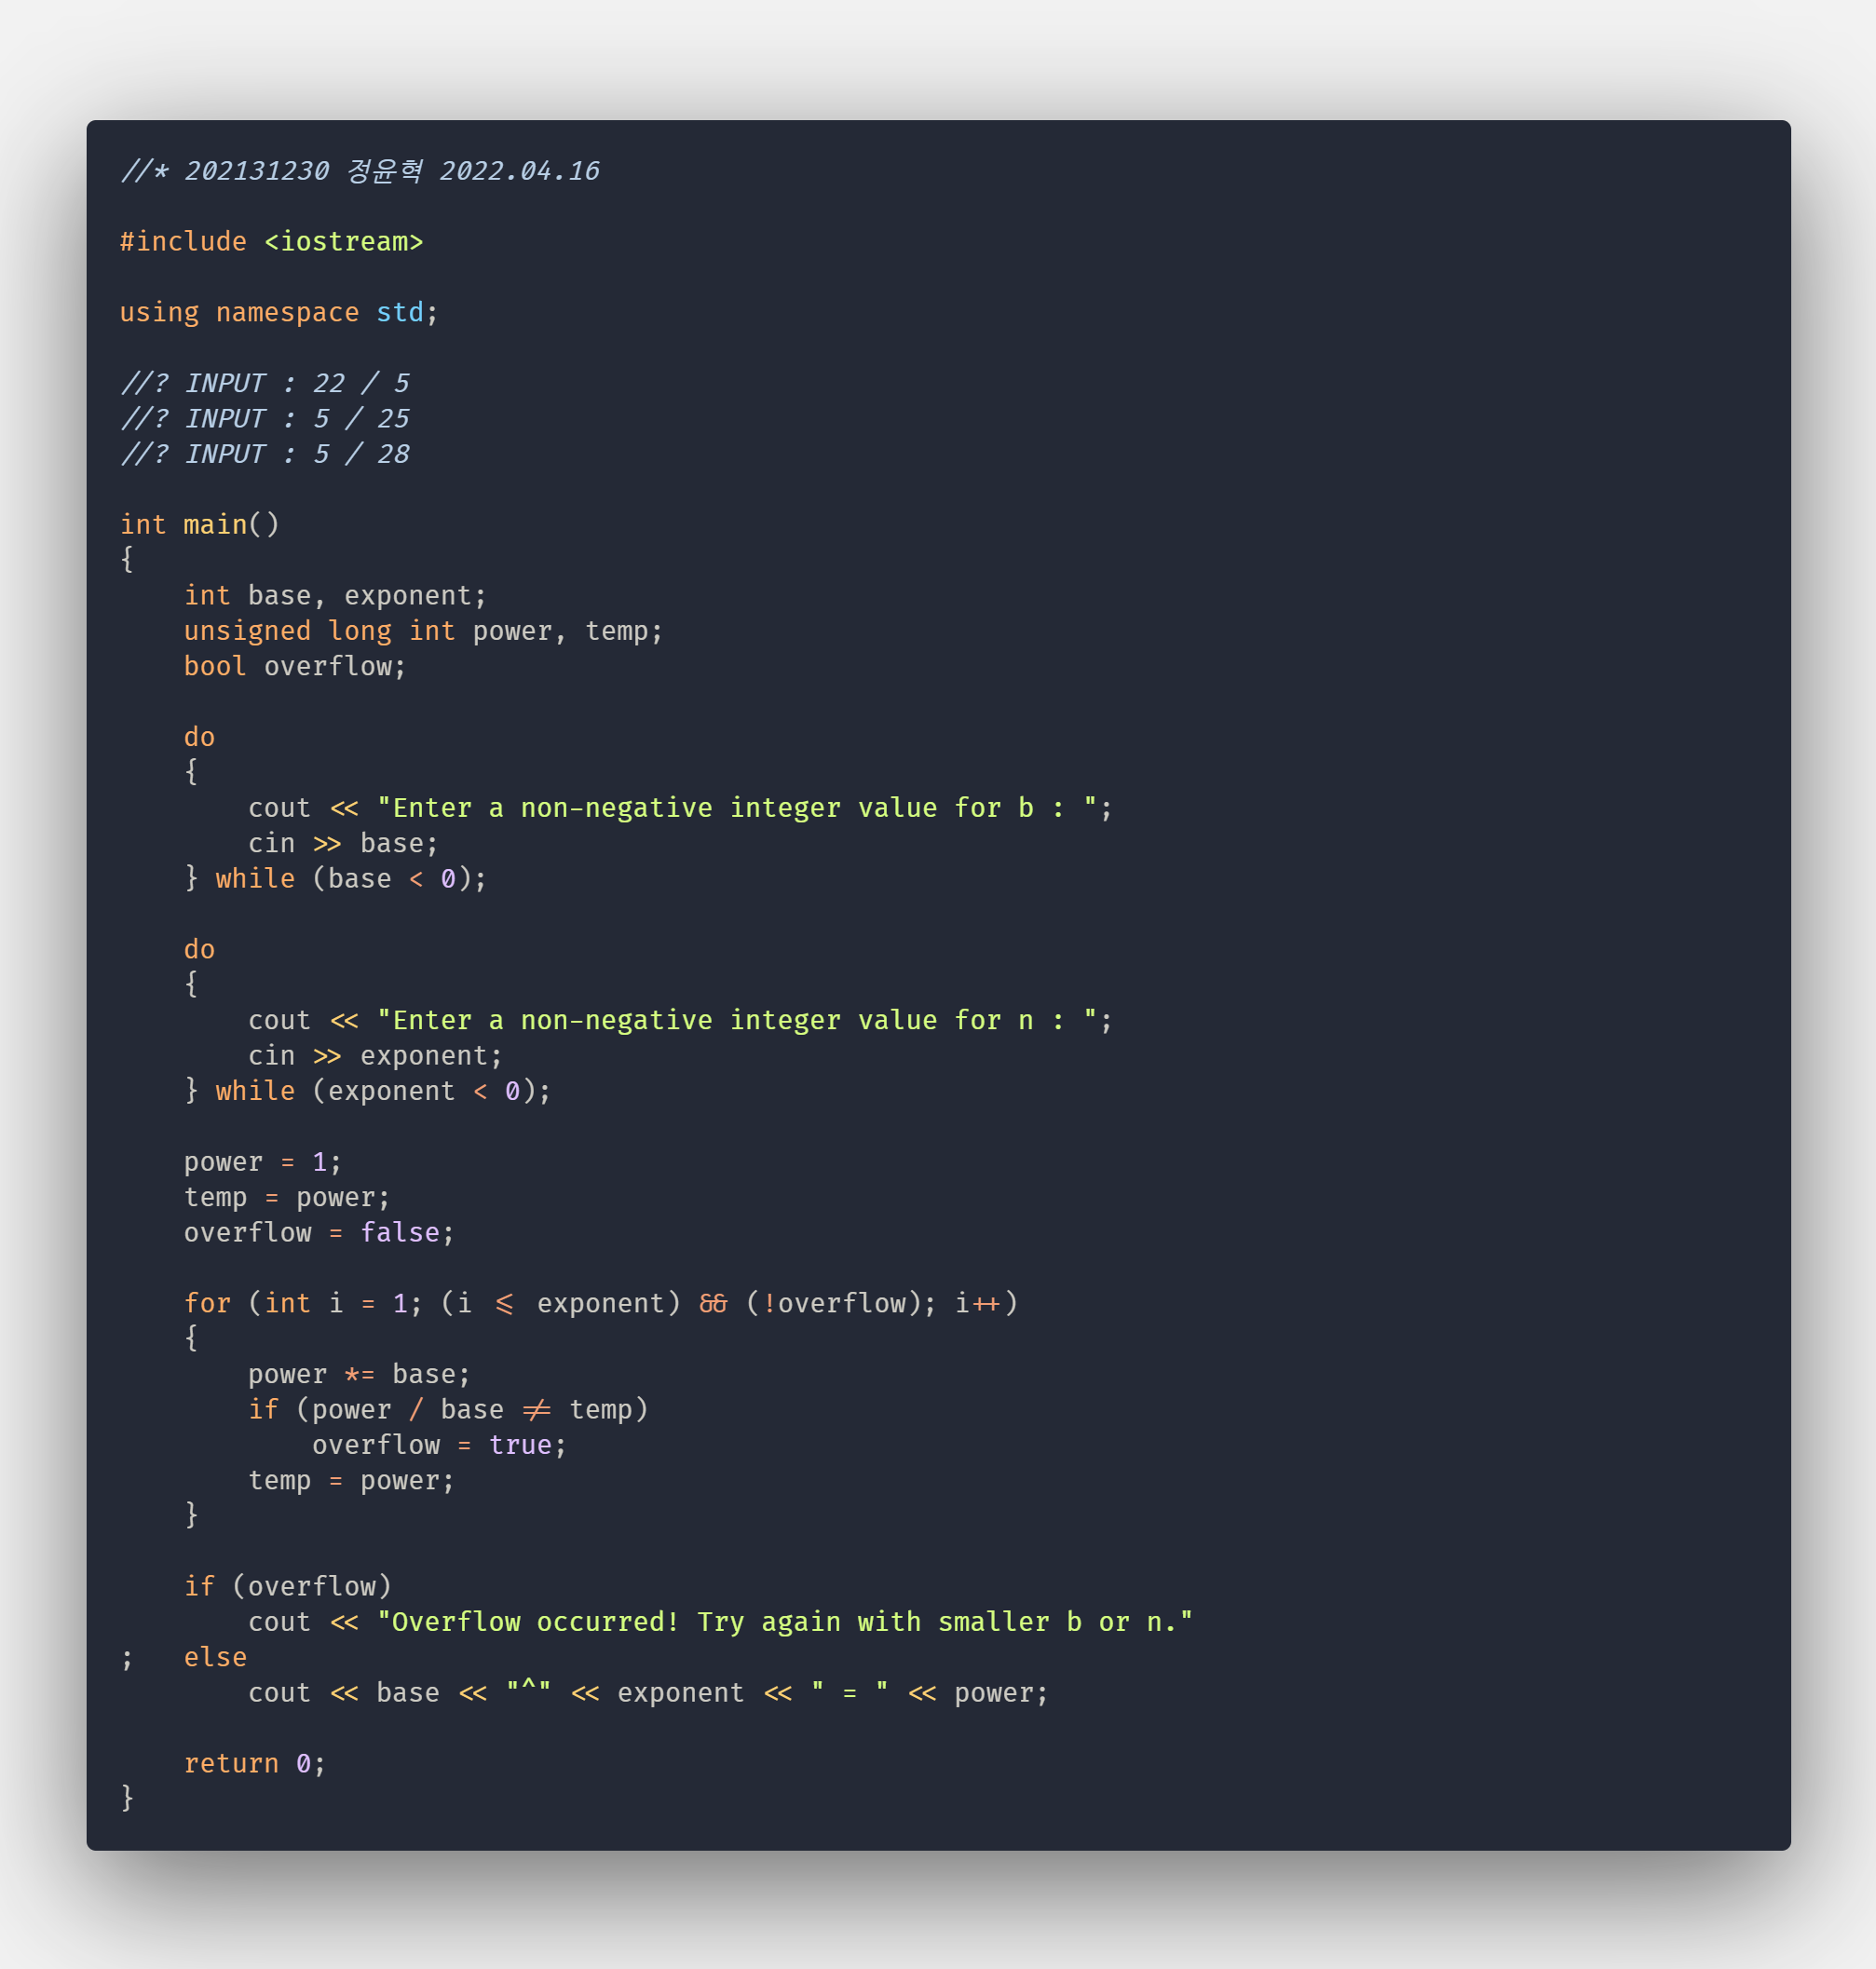 //* 202131230 정윤혁 2022.04.16
#include <iostream>
using namespace std;
//? INPUT : 22 / 5
//? INPUT : 5 / 25
//? INPUT : 5 / 28
int main()
{
    int base, exponent;
    unsigned long int power, temp;
    bool overflow;
    do
    {
        cout << "Enter a non-negative integer value for b : ";
        cin >> base;
    } while (base < 0);
    do
    {
        cout << "Enter a non-negative integer value for n : ";
        cin >> exponent;
    } while (exponent < 0);
    power = 1;
    temp = power;
    overflow = false;
    for (int i = 1; (i <= exponent) && (!overflow); i++)
    {
        power *= base;
        if (power / base != temp)
            overflow = true;
        temp = power;
    }
    if (overflow)
        cout << "Overflow occurred! Try again with smaller b or n."
;   else
        cout << base << "^" << exponent << " = " << power;
    return 0;
}